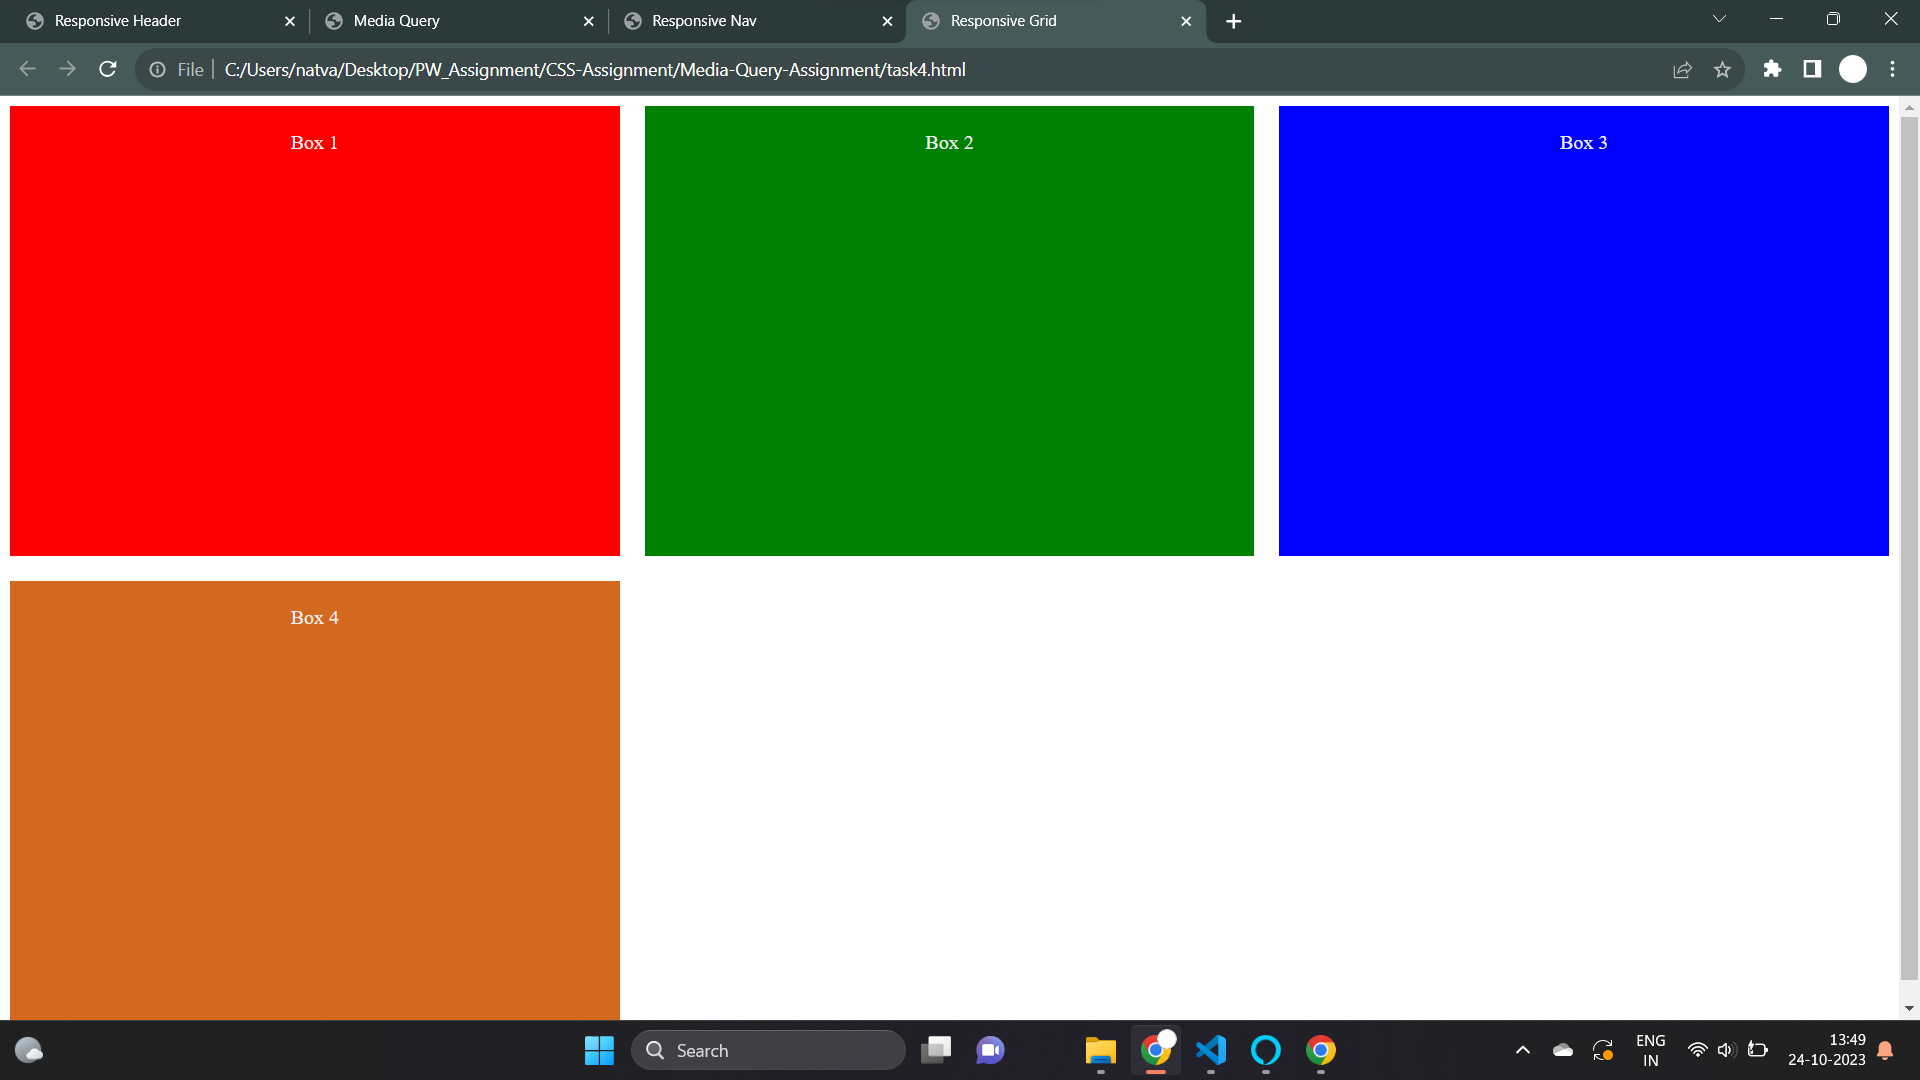 Responsive Header
Media Query
Responsive Nav
Responsive Grid
File
C:/Users/natva/Desktop/PW_Assignment/CSS-Assignment/Media-Query-Assignment/task4.html
Box 1
Box 2
Box 3
Box 4
Search
ENG
IN
13:49
24-10-2023